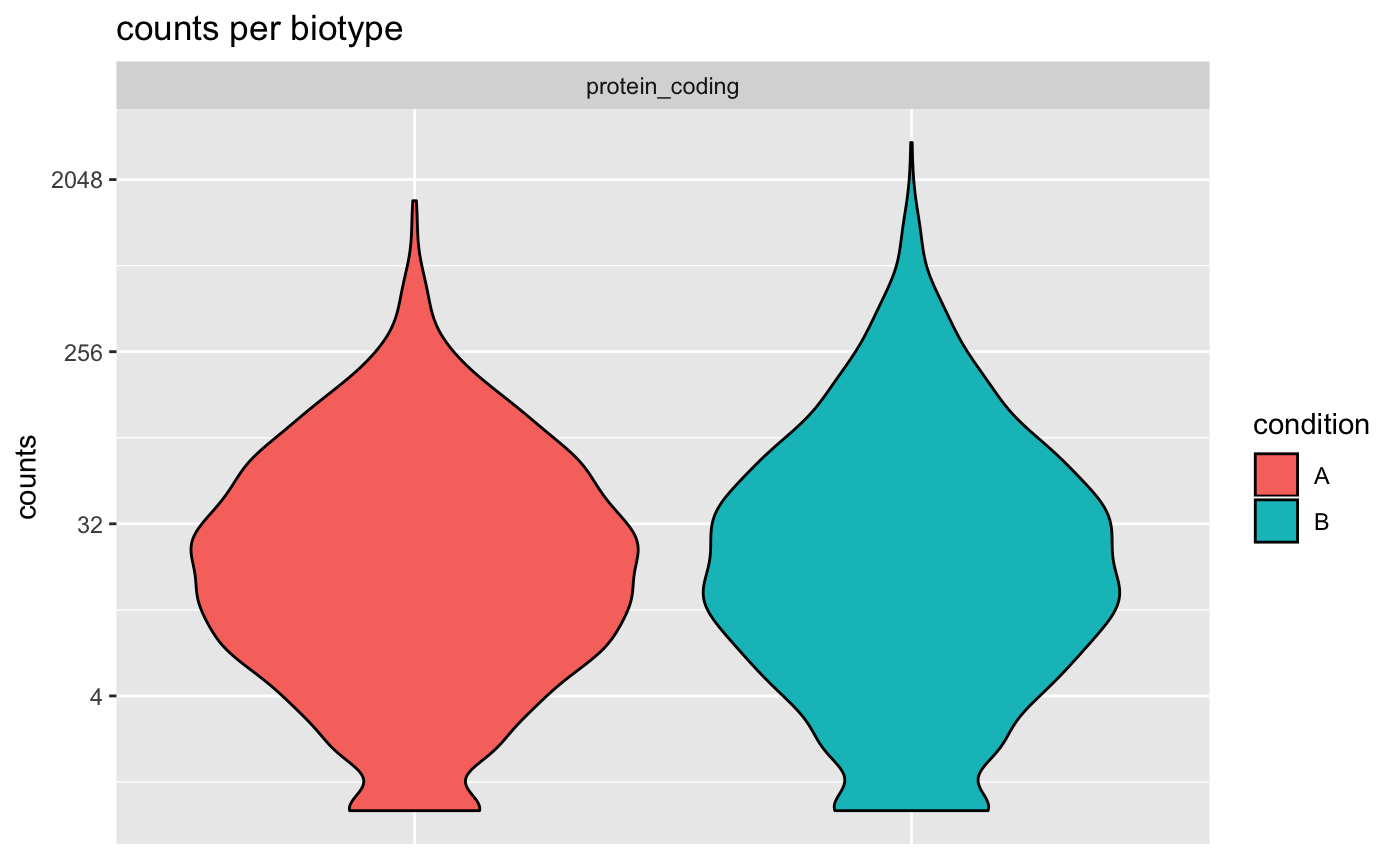 counts per biotype
protein_coding
2048
256
32
4
counts
condition
A
B